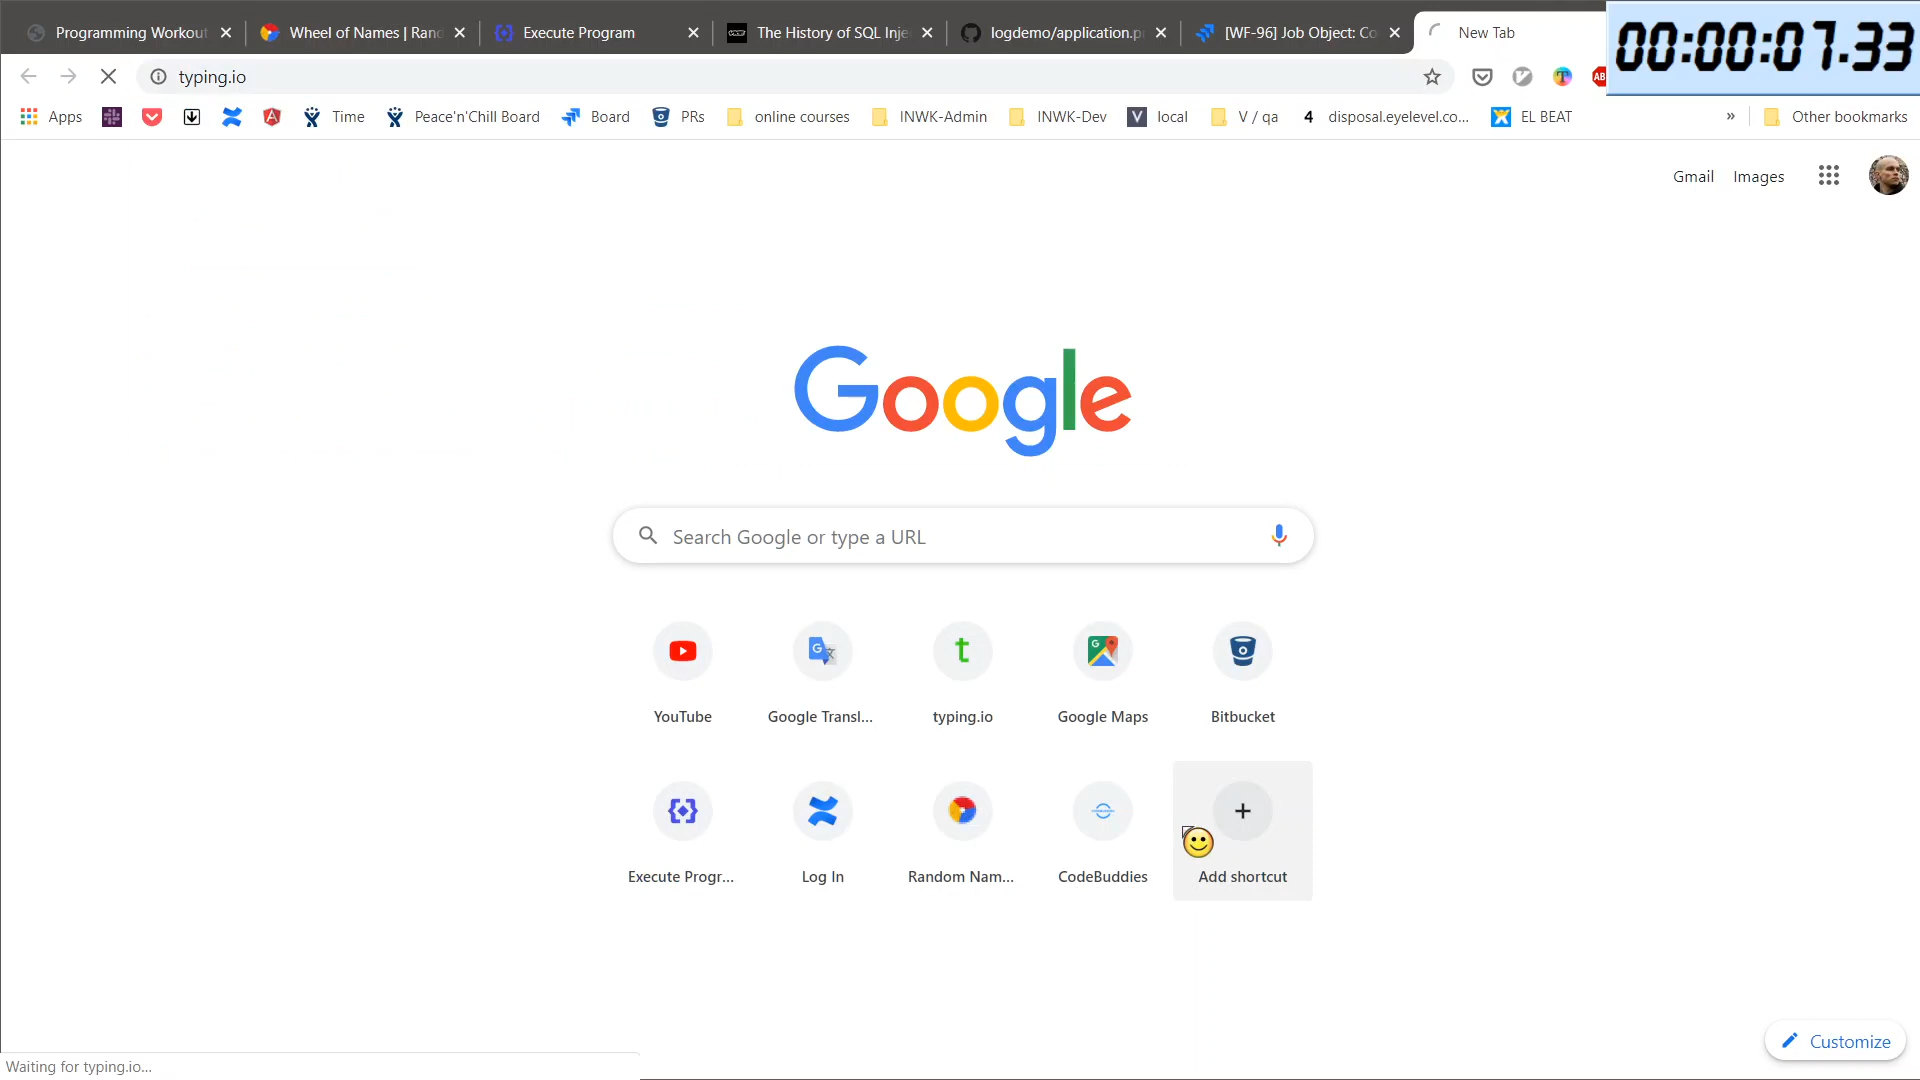 Programming Workout
Wheel of Names | Rand
Execute Program
The History of SQL Inje
logdemo/application.p
[WF-96] Job Object: Co
New Tab
00:00:07.33
typing.io
Apps
Time
Peace'n'Chill Board
Board
PRs
online courses
INWK-Admin
INWK-Dev
V local
V / qa
4 disposal.eyelevel.co...
EL BEAT
»
Other bookmarks
Gmail
Images
Google
Search Google or type a URL
YouTube
Google Transl...
t
typing.io
Google Maps
Bitbucket
Execute Progr...
Log In
Random Nam...
CodeBuddies
Add shortcut
Customize
Waiting for typing.io...